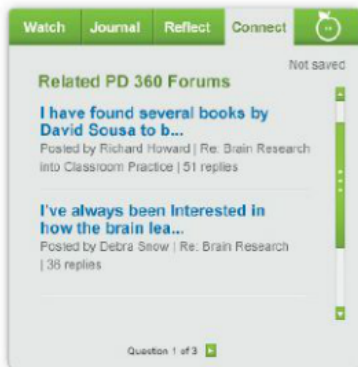 Watch Journal Reflect Connect
Not saved
Related PD 360 Forums
I have found several books by
David Sousa to b...
Posted by Richard Howard | Re: Brain Research
into Classroom Practice | 51 replies
I've always been Interested in
how the brain lea...
Posted by Debra Snow | Re: Brain Research
| 36 replies
Question 1 of 3